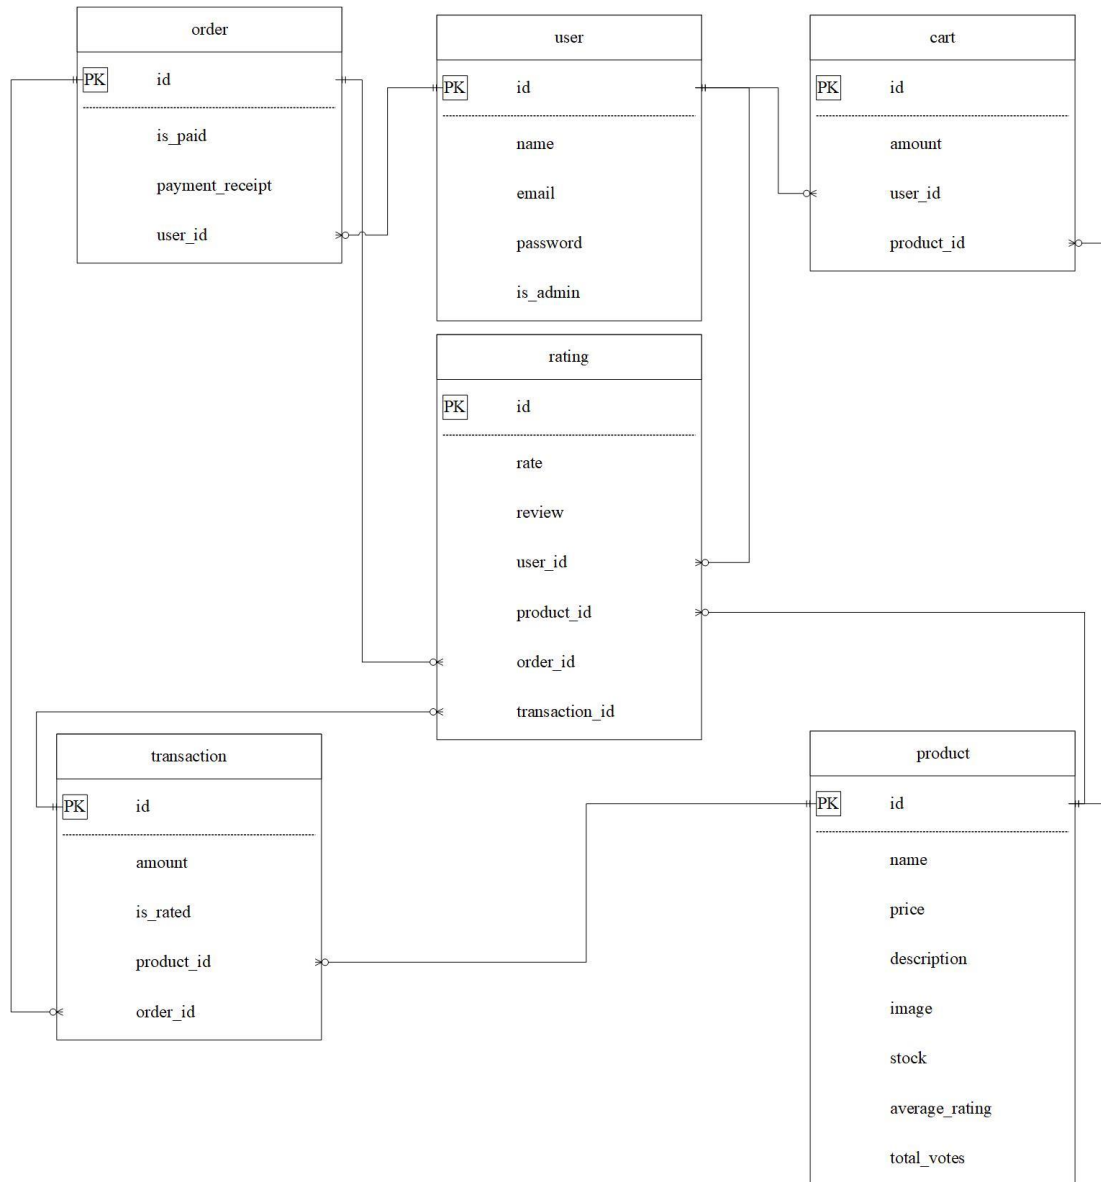 order
PK id
is_paid
payment_receipt
user_id
user
PK id
name
email
password
is_admin
cart
PK id
amount
user_id
product_id
rating
PK id
rate
review
user_id
product_id
order_id
transaction_id
transaction
PK id
amount
is_rated
product_id
order_id
product
PK id
name
price
description
image
stock
average_rating
total_votes